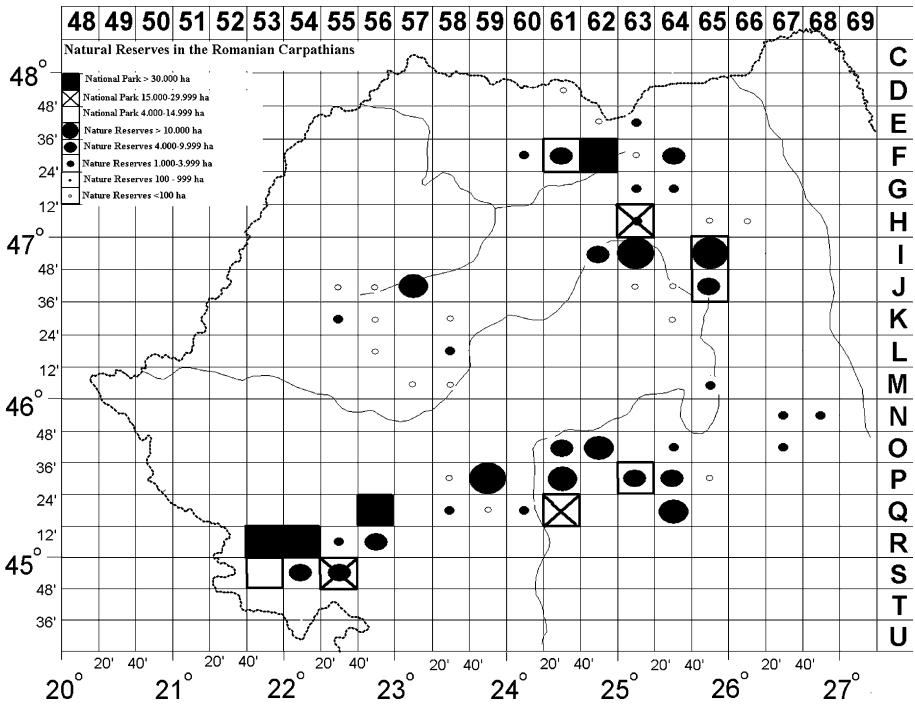 48 49 50 51 52 53 54 55 56 57 58 59 60 61 62 63 64 65 66 67 68 69
Natural Reserves in the Romanian Carpathians
National Park > 30.000 ha
National Park 15.000-29.999 ha
National Park 4.000-14.999 ha
Nature Reserves > 10.000 ha
Nature Reserves 4.000-9.999 ha
Nature Reserves 1.000-3.999 ha
Nature Reserves 100 - 999 ha
Nature Reserves <100 ha
C
48° D
48' E
36' F
24' G
12' H
47° I
48' J
36' K
24' L
12' M
46° N
48' O
36' P
24' Q
12' R
45° S
48' T
36' U
20' 40' 20' 40' 20' 40' 20' 40' 20' 40' 20' 40' 20' 40'
20° 21° 22° 23° 24° 25° 26° 27°